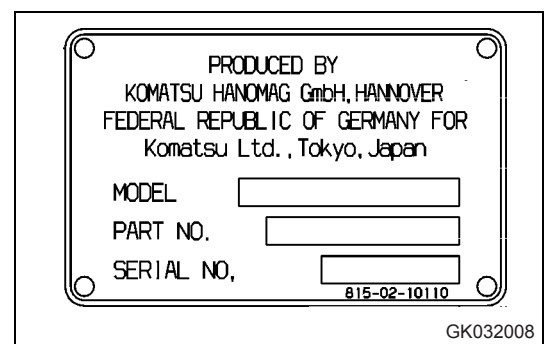 PRODUCED BY
KOMATSU HANOMAG GmbH, HANNOVER
FEDERAL REPUBLIC OF GERMANY FOR
Komatsu Ltd., Tokyo, Japan
MODEL
PART NO.
SERIAL NO.
815-02-10110
GK032008